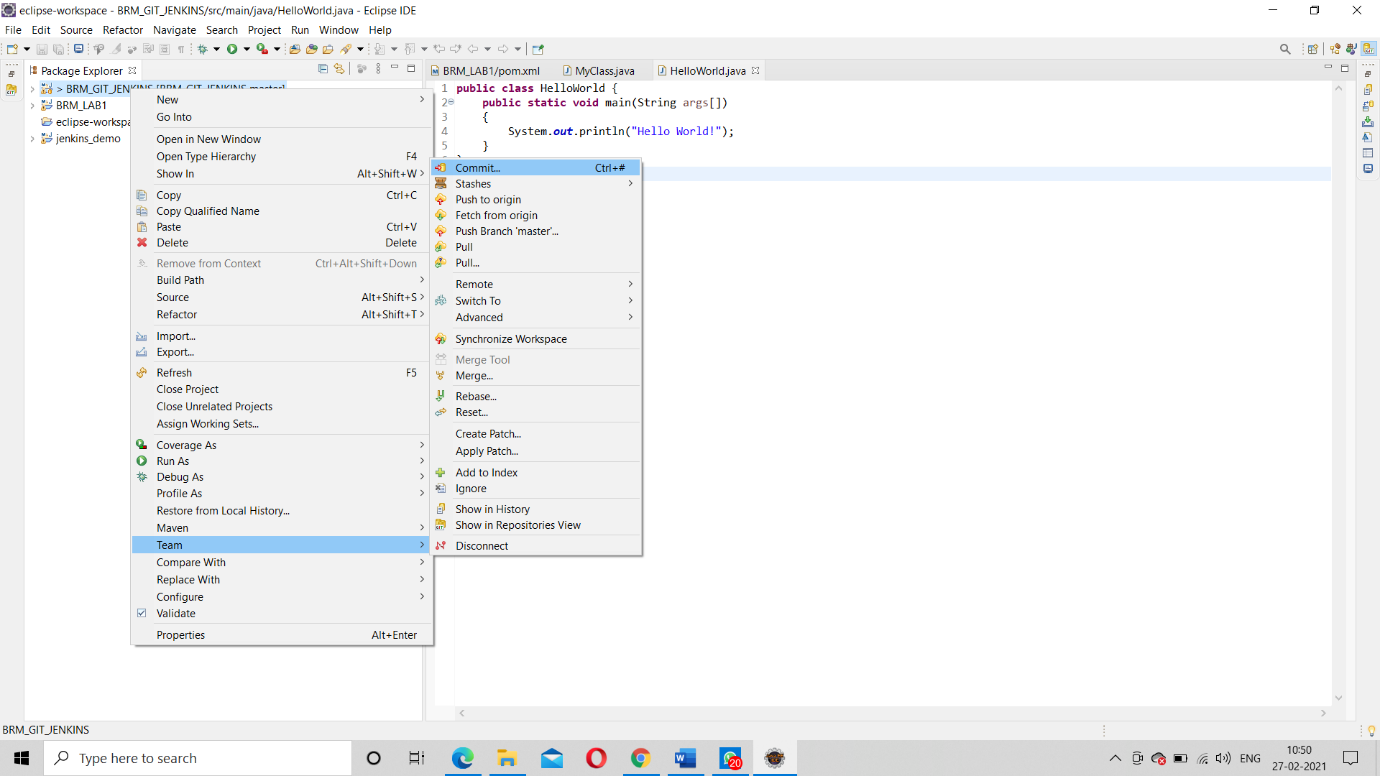 eclipse-workspace - BRM_GIT_JENKINS/src/main/java/HelloWorld.java - Eclipse IDE
File Edit Source Refactor Navigate Search Project Run Window Help
Package Explorer
> BRM_GIT_JENKINS [BRM_GIT_JENKINS master]
BRM_LAB1
eclipse-workspa
jenkins_demo
New
Go Into
Open in New Window
Open Type Hierarchy F4
Show In Alt+Shift+W
Copy Ctrl+C
Copy Qualified Name
Paste Ctrl+V
Delete Delete
Remove from Context Ctrl+Alt+Shift+Down
Build Path
Source Alt+Shift+S
Refactor Alt+Shift+T
Import...
Export...
Refresh F5
Close Project
Close Unrelated Projects
Assign Working Sets...
Coverage As
Run As
Debug As
Profile As
Restore from Local History...
Maven
Team
Compare With
Replace With
Configure
Validate
Properties Alt+Enter
Commit... Ctrl+#
Stashes
Push to origin
Fetch from origin
Push Branch 'master'...
Pull
Pull...
Remote
Switch To
Advanced
Synchronize Workspace
Merge Tool
Merge...
Rebase...
Reset...
Create Patch...
Apply Patch...
Add to Index
Ignore
Show in History
Show in Repositories View
Disconnect
BRM_LAB1/pom.xml MyClass.java HelloWorld.java
1 public class HelloWorld {
2 public static void main(String args[])
3 {
4 System.out.println("Hello World!");
5 }
BRM_GIT_JENKINS
Type here to search
20
ENG
10:50
27-02-2021